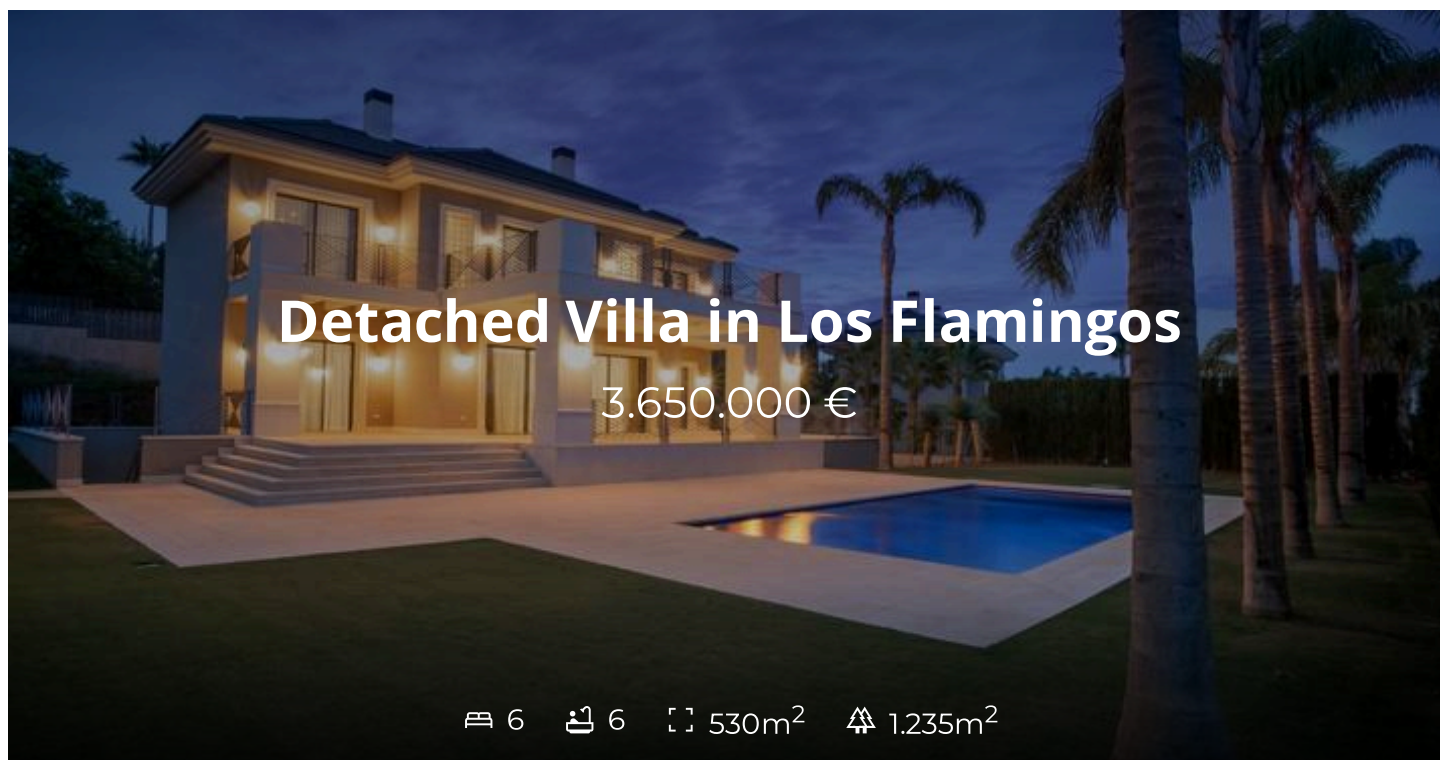 Detached Villa in Los Flamingos
3.650.000 €
6 6 530m² 1.235m²